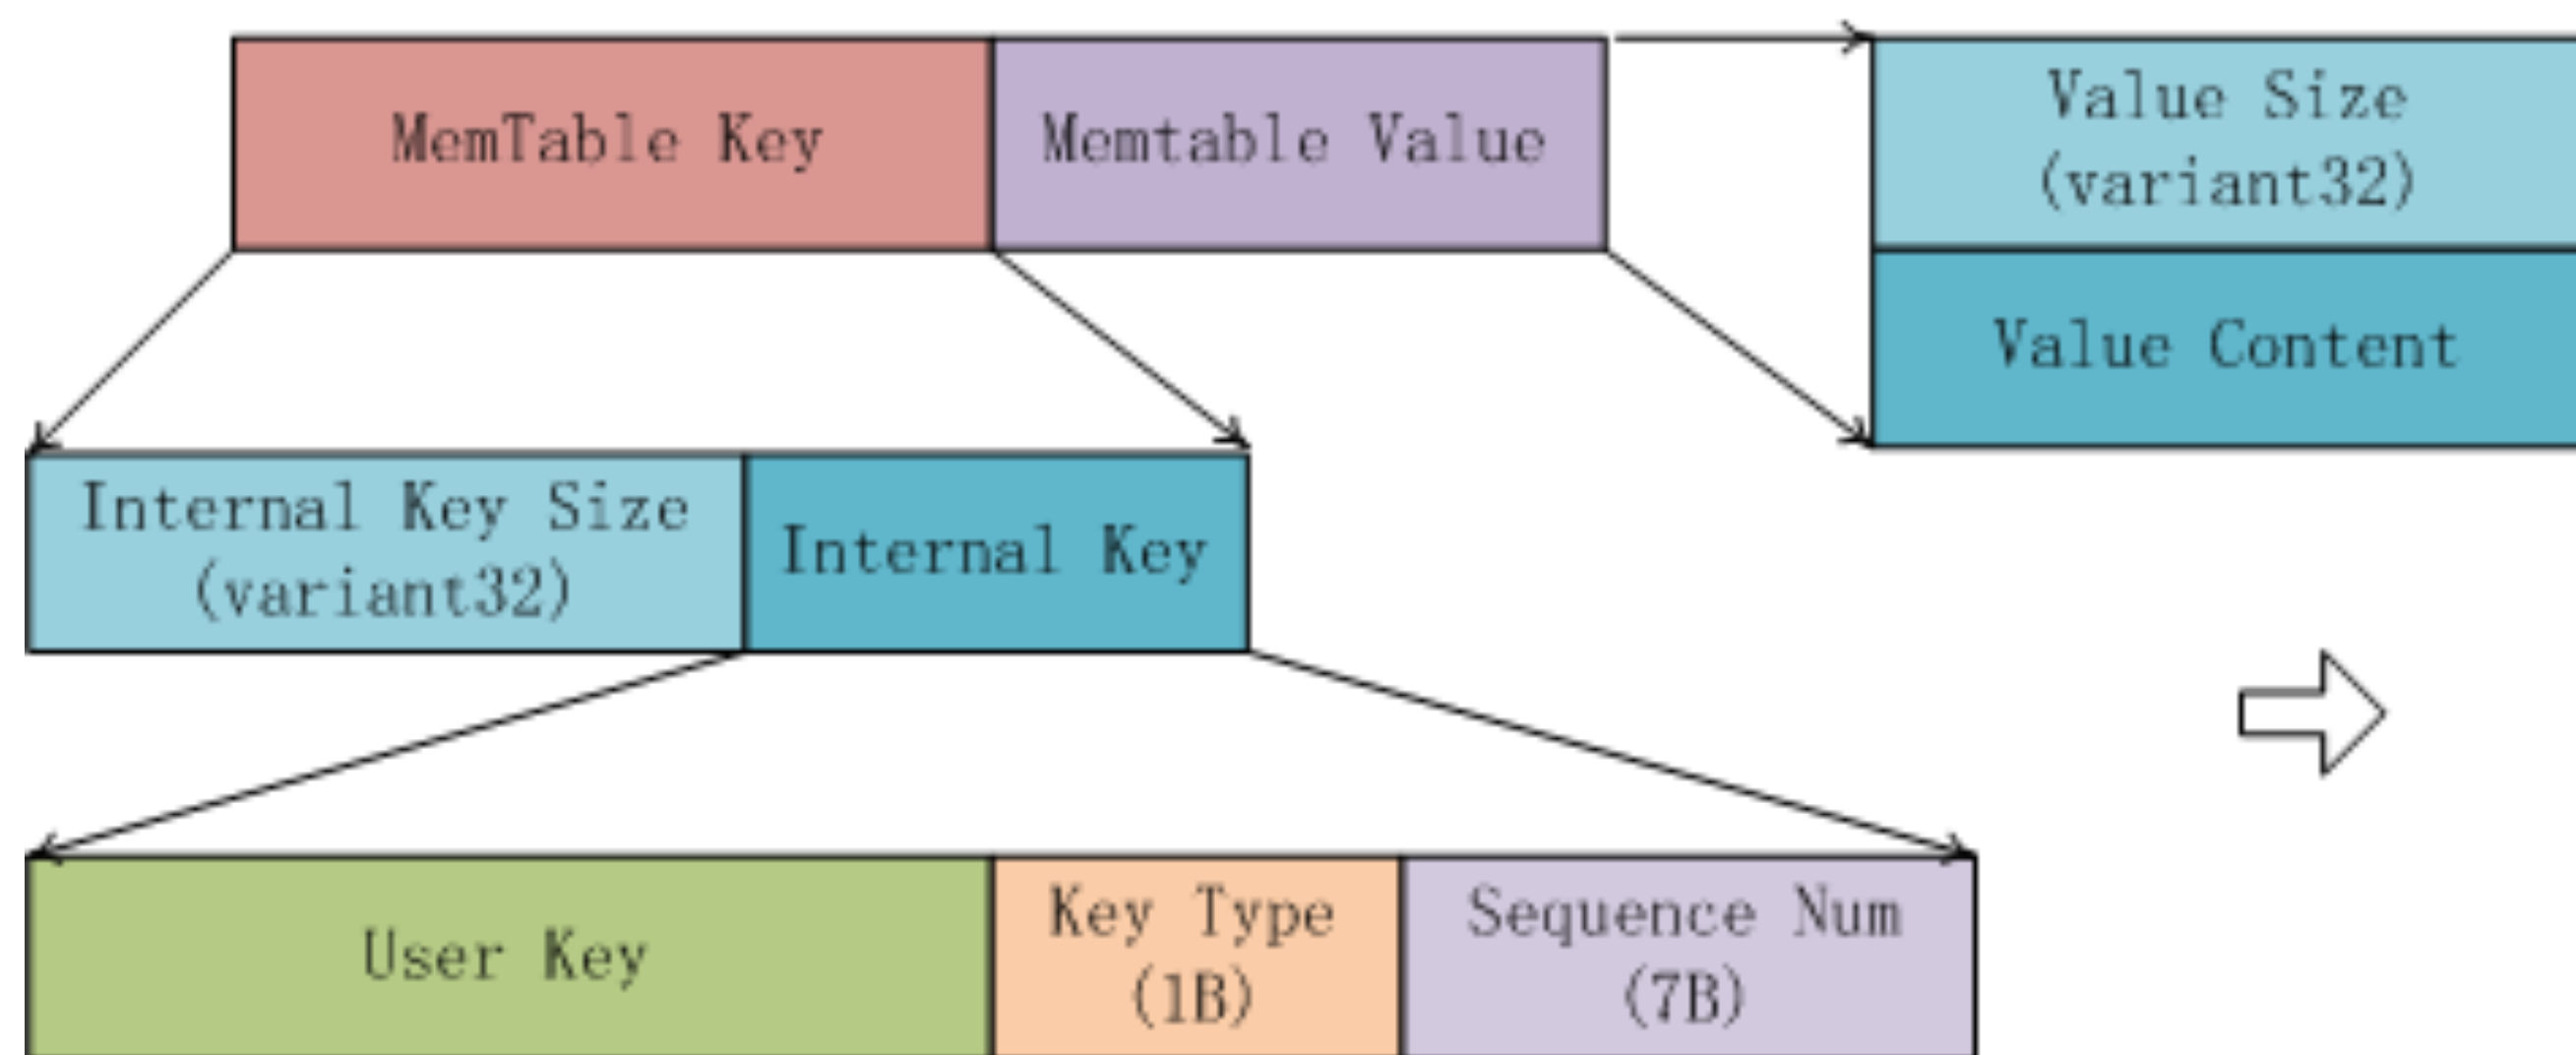 MemTable Key
Memtable Value
Value Size
(variant32)
Value Content
Internal Key Size
(variant32)
Internal Key
User Key
Key Type
(1B)
Sequence Num
(7B)